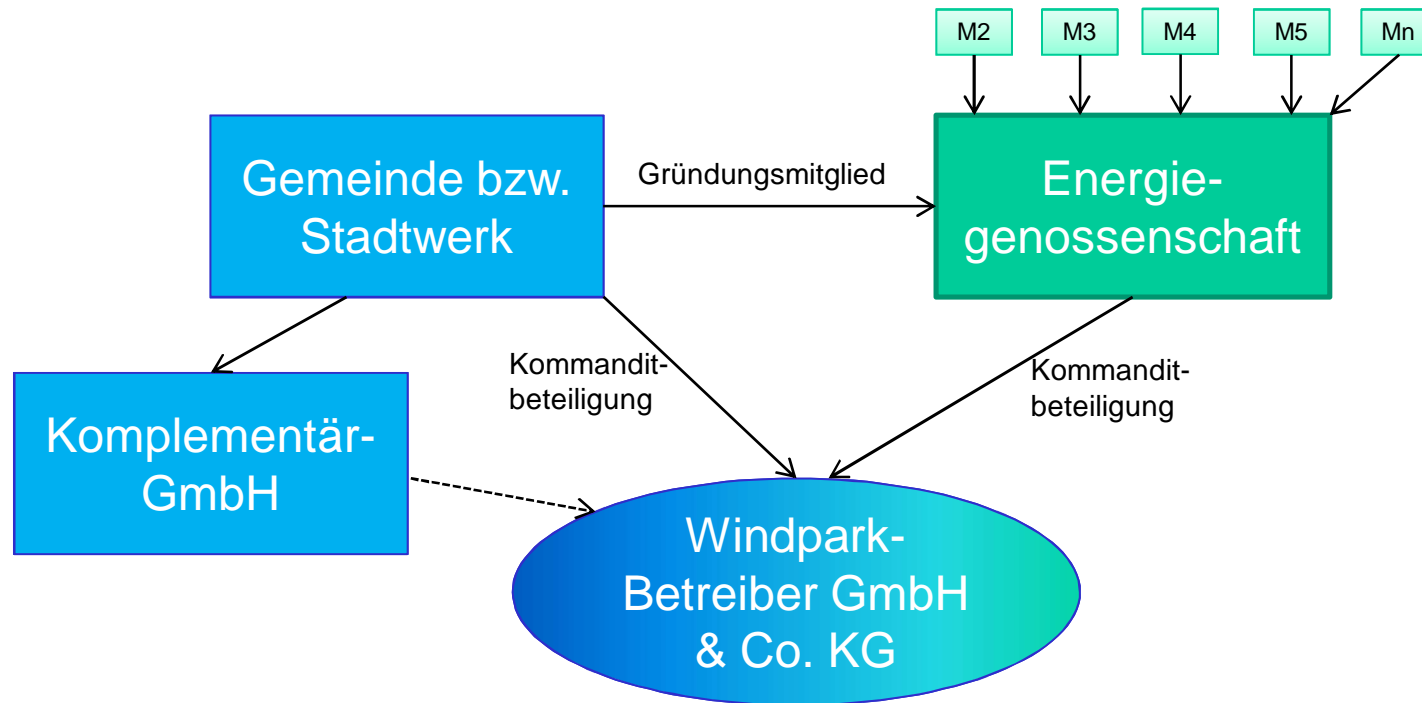 M2
M3
M4
M5
Mn
Gemeinde bzw.
Stadtwerk
Gründungsmitglied
Energie-
genossenschaft
Kommandit-
beteiligung
Kommandit-
beteiligung
Komplementär-
GmbH
Windpark-
Betreiber GmbH
& Co. KG